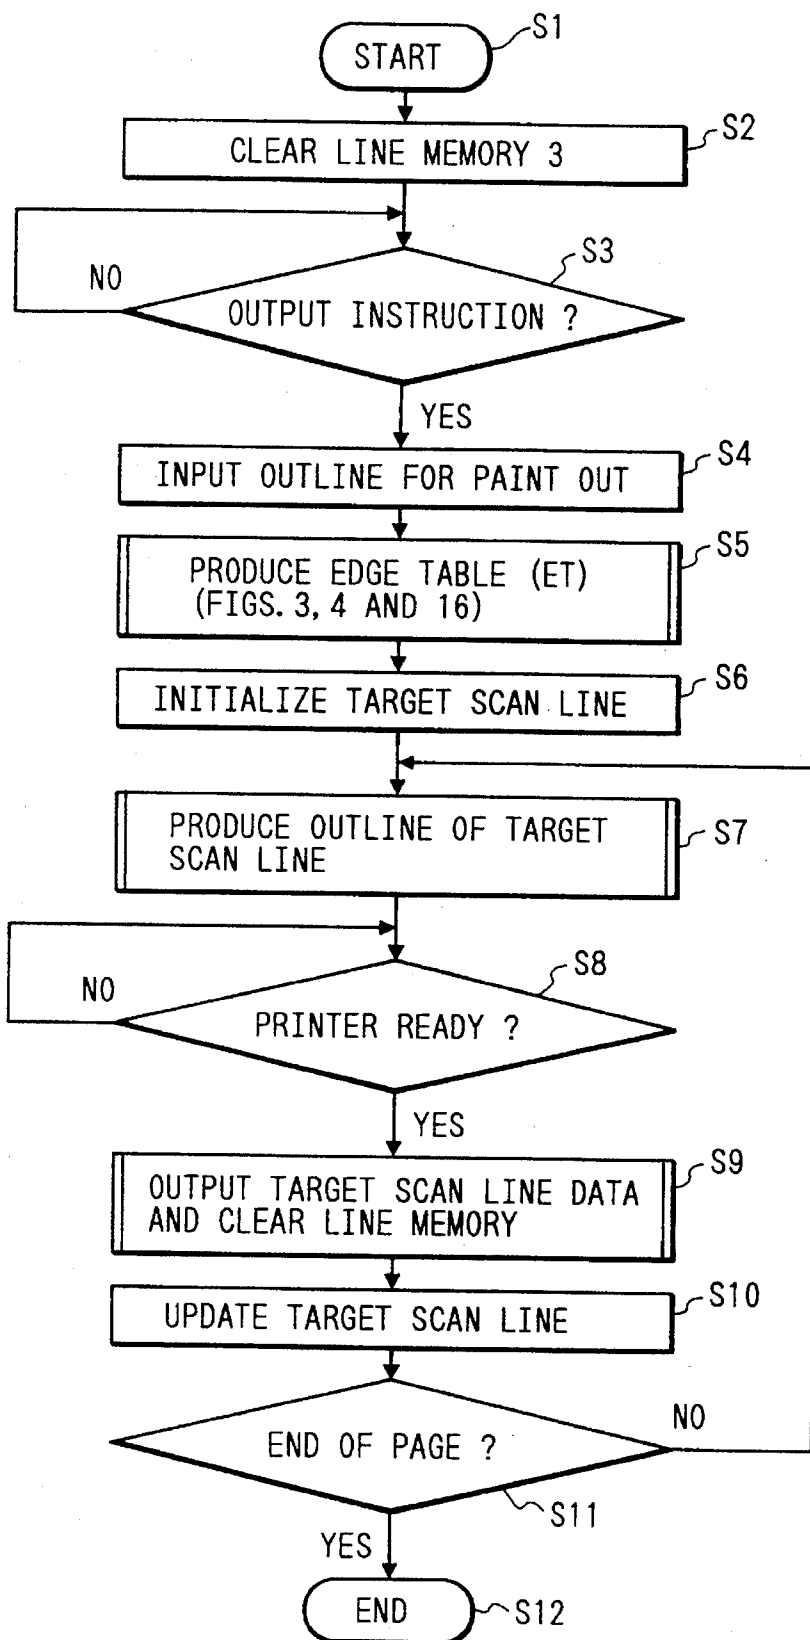 START
S1
CLEAR LINE MEMORY 3
S2
S3
NO
OUTPUT INSTRUCTION ?
YES
INPUT OUTLINE FOR PAINT OUT
S4
PRODUCE EDGE TABLE (ET)
(FIGS. 3, 4 AND 16)
S5
INITIALIZE TARGET SCAN LINE
S6
PRODUCE OUTLINE OF TARGET
SCAN LINE
S7
S8
NO
PRINTER READY ?
YES
OUTPUT TARGET SCAN LINE DATA
AND CLEAR LINE MEMORY
S9
UPDATE TARGET SCAN LINE
S10
NO
END OF PAGE ?
S11
YES
END
S12